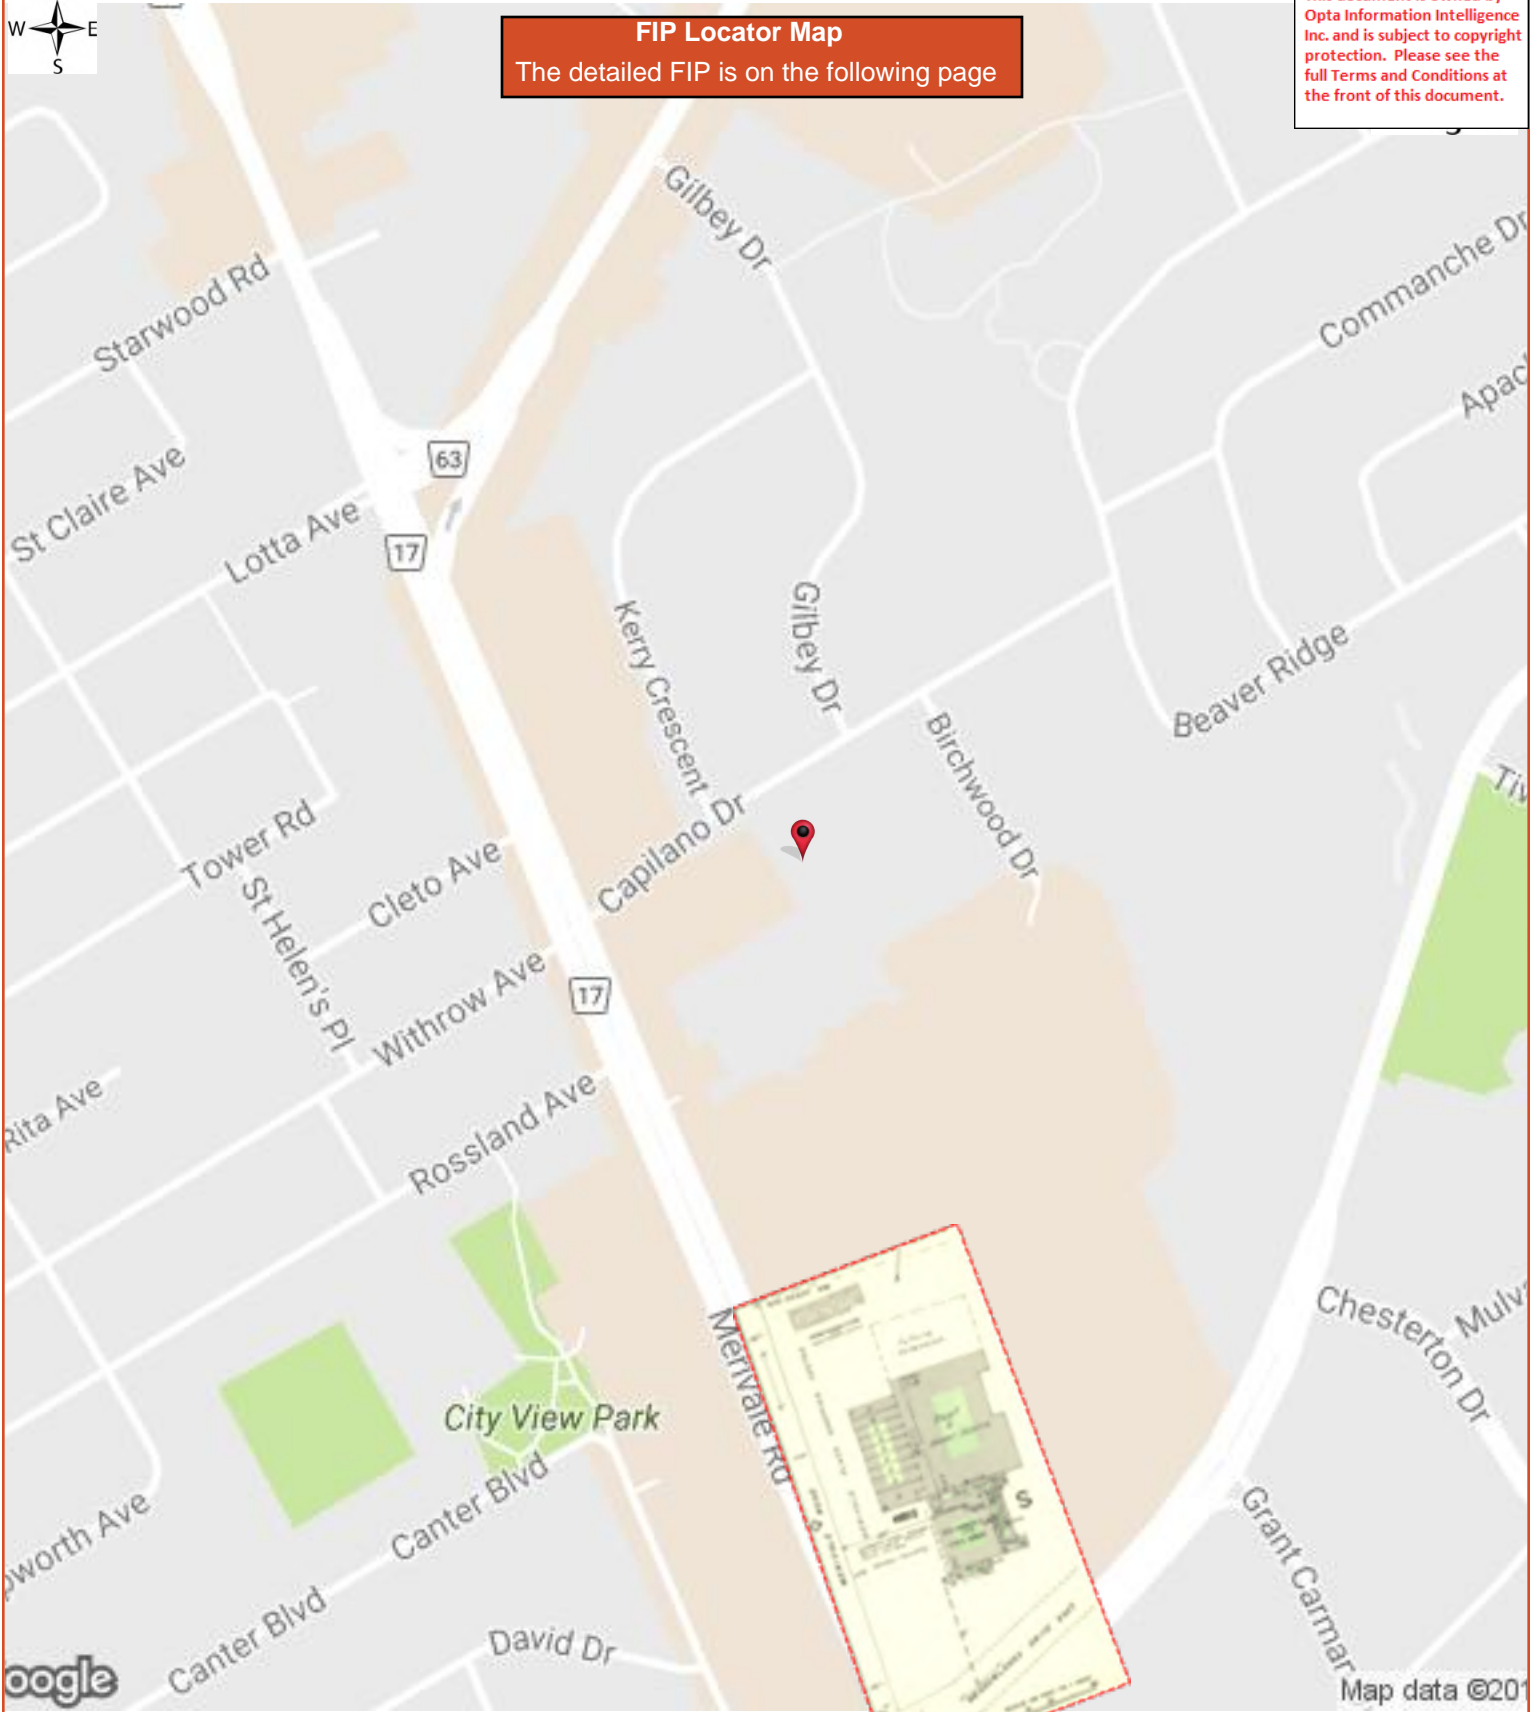 W E
S
FIP Locator Map
The detailed FIP is on the following page
Opta Information Intelligence
Inc. and is subject to copyright
protection. Please see the
full Terms and Conditions at
the front of this document.
Gilbey Dr
Starwood Rd
Commanche Dr
63
St Claire Ave
Lotta Ave
17
Kerry Crescent
Gilbey Dr
Beaver Ridge
Birchwood Dr
Capilano Dr
Tower Rd
Cleto Ave
St Helen's Pl
Withrow Ave
17
Rita Ave
Rossland Ave
Merivale Rd
Chesterton Dr
City View Park
S
Canter Blvd
Canter Blvd
David Dr
Grant Carmar
oogle
Map data ©201